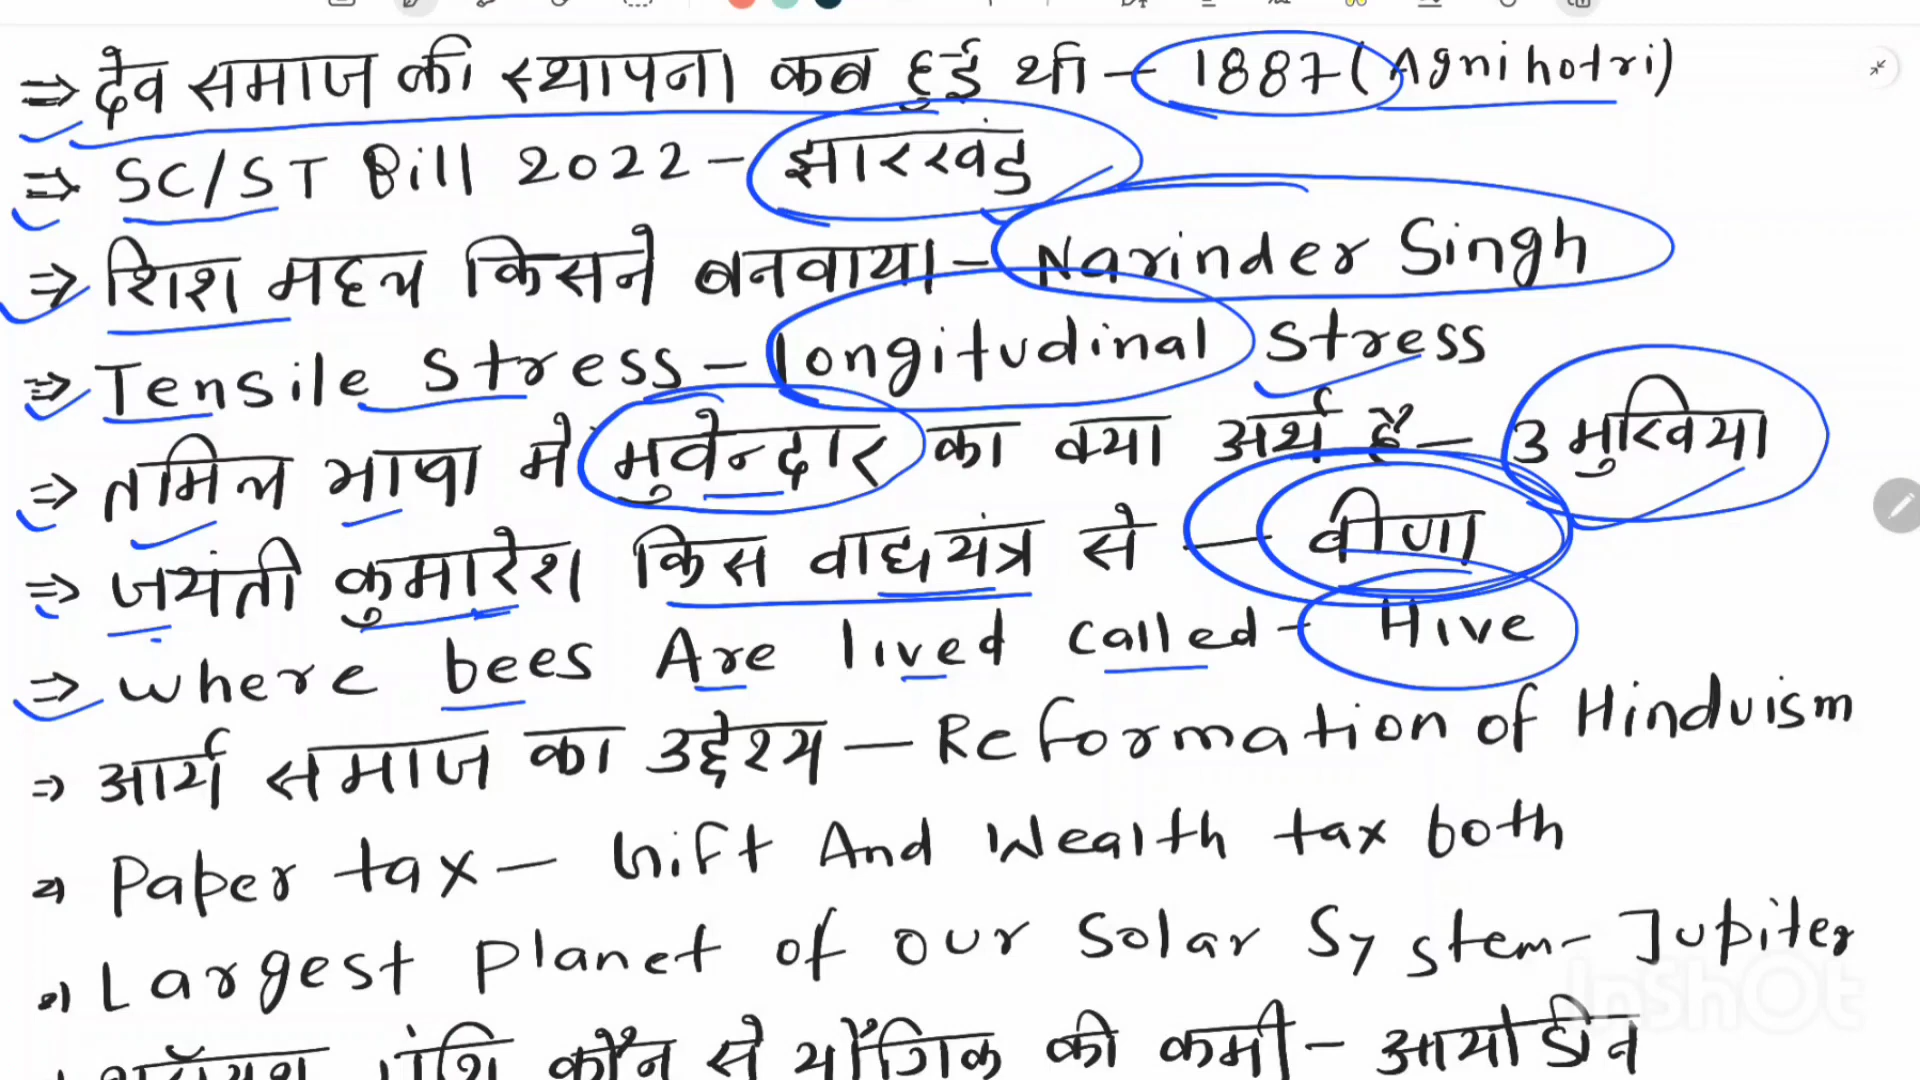 ⇒ देव समाज की स्थापना कब हुई थी – 1887 (Agnihotri)
⇒ SC/ST Bill 2022 – झारखंड
⇒ शिश महल किसने बनवाया – Narinder Singh
⇒ Tensile Stress – longitudinal Stress
⇒ तमिल भाषा में मुवेन्दार का क्या अर्थ है – 3 मुखिया
⇒ जयंती कुमारेश किस वाद्ययंत्र से – वीणा
⇒ where bees Are lived called – Hive
⇒ आर्य समाज का उद्देश्य – Reformation of Hinduism
⇒ Paper tax – Gift And Wealth tax both
⇒ Largest Planet of our Solar System – Jupiter
ग्रंथि कौन से यौगिक की कमी – आयोडीन
InShOt